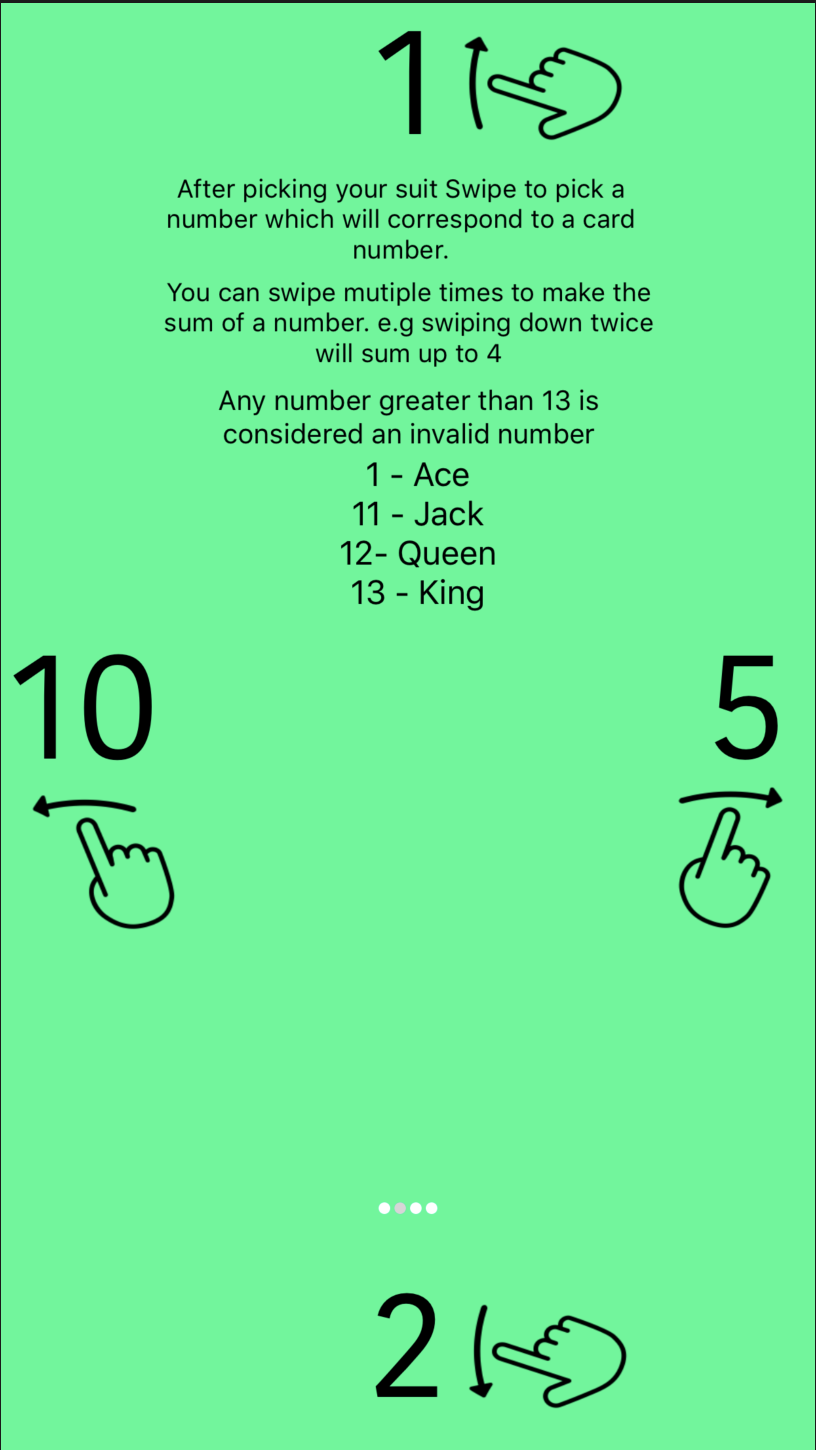 1
After picking your suit Swipe to pick a
number which will correspond to a card
number.
You can swipe mutiple times to make the
sum of a number. e.g swiping down twice
will sum up to 4
Any number greater than 13 is
considered an invalid number
1 - Ace
11 - Jack
12- Queen
13 - King
10
5
2